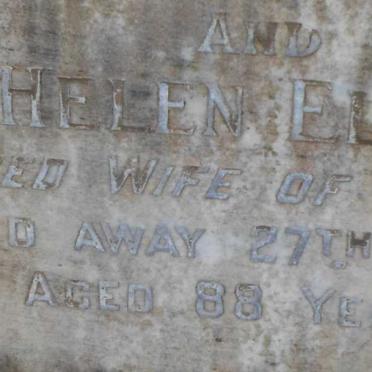 AND
HELEN EL
ED WIFE OF
D AWAY 27TH
AGED 88 YE